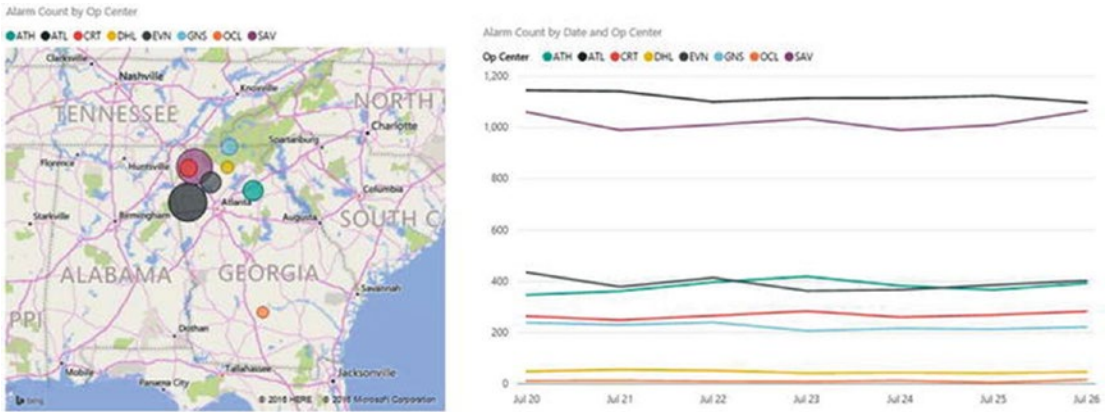 Alarm Count by Op Center
ATH ATL CRT DHL EVN GNS OCL SAV
Clarksville
Nashville
Knoxville
TENNESSEE
NORTH
Charlotte
Spartanburg
Florence
Huntsville
Columbia
Atlanta
Starkville
Birmingham
Augusta
SOUTH C
ALABAMA
GEORGIA
Savannah
PPI
Dothan
Mobile
Tallahassee
Jacksonville
Panama City
bing
© 2016 HERE © 2016 Microsoft Corporation
Alarm Count by Date and Op Center
Op Center ATH ATL CRT DHL EVN GNS OCL SAV
1,200
1,000
800
600
400
200
0
Jul 20 Jul 21 Jul 22 Jul 23 Jul 24 Jul 25 Jul 26